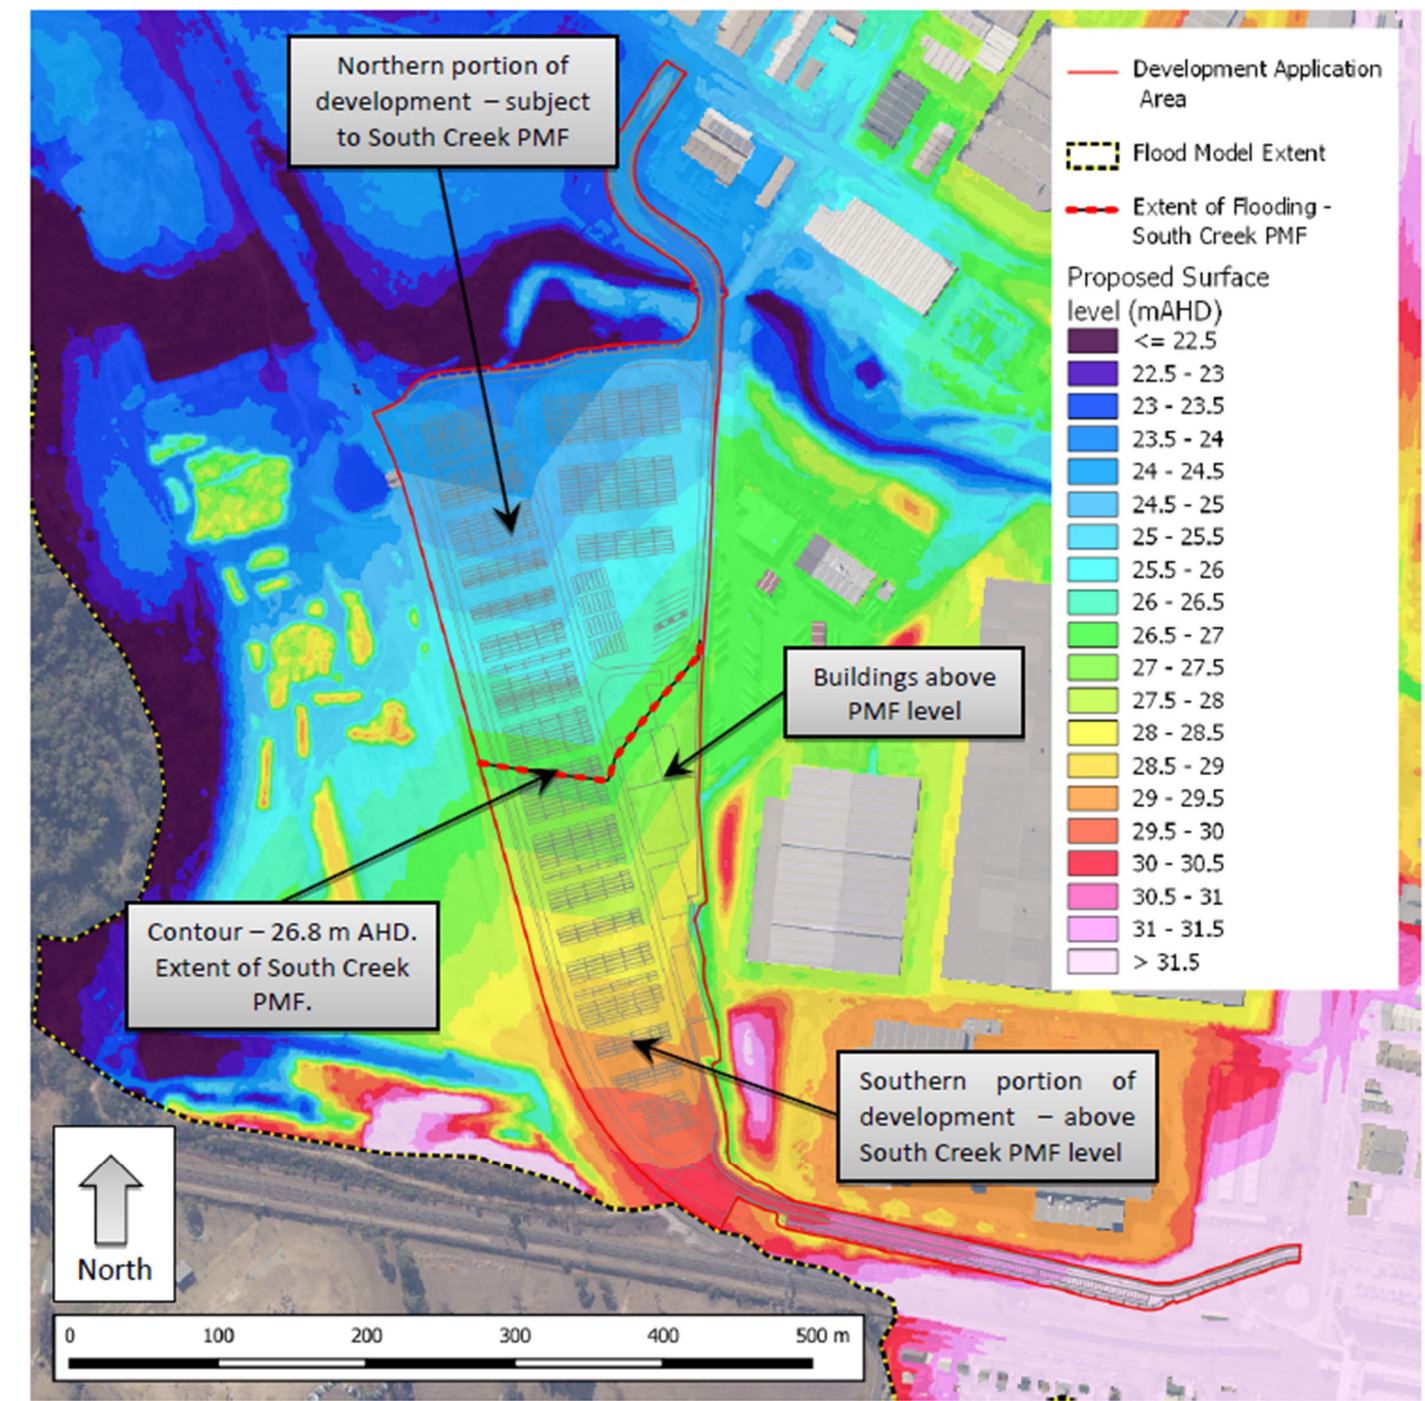 Northern portion of
development – subject
to South Creek PMF
Development Application
Area
Flood Model Extent
Extent of Flooding -
South Creek PMF
Proposed Surface
level (mAHD)
<= 22.5
22.5 - 23
23 - 23.5
23.5 - 24
24 - 24.5
24.5 - 25
25 - 25.5
25.5 - 26
26 - 26.5
26.5 - 27
27 - 27.5
27.5 - 28
28 - 28.5
28.5 - 29
29 - 29.5
29.5 - 30
30 - 30.5
30.5 - 31
31 - 31.5
> 31.5
Buildings above
PMF level
Contour – 26.8 m AHD.
Extent of South Creek
PMF.
Southern portion of
development – above
South Creek PMF level
North
0 100 200 300 400 500 m